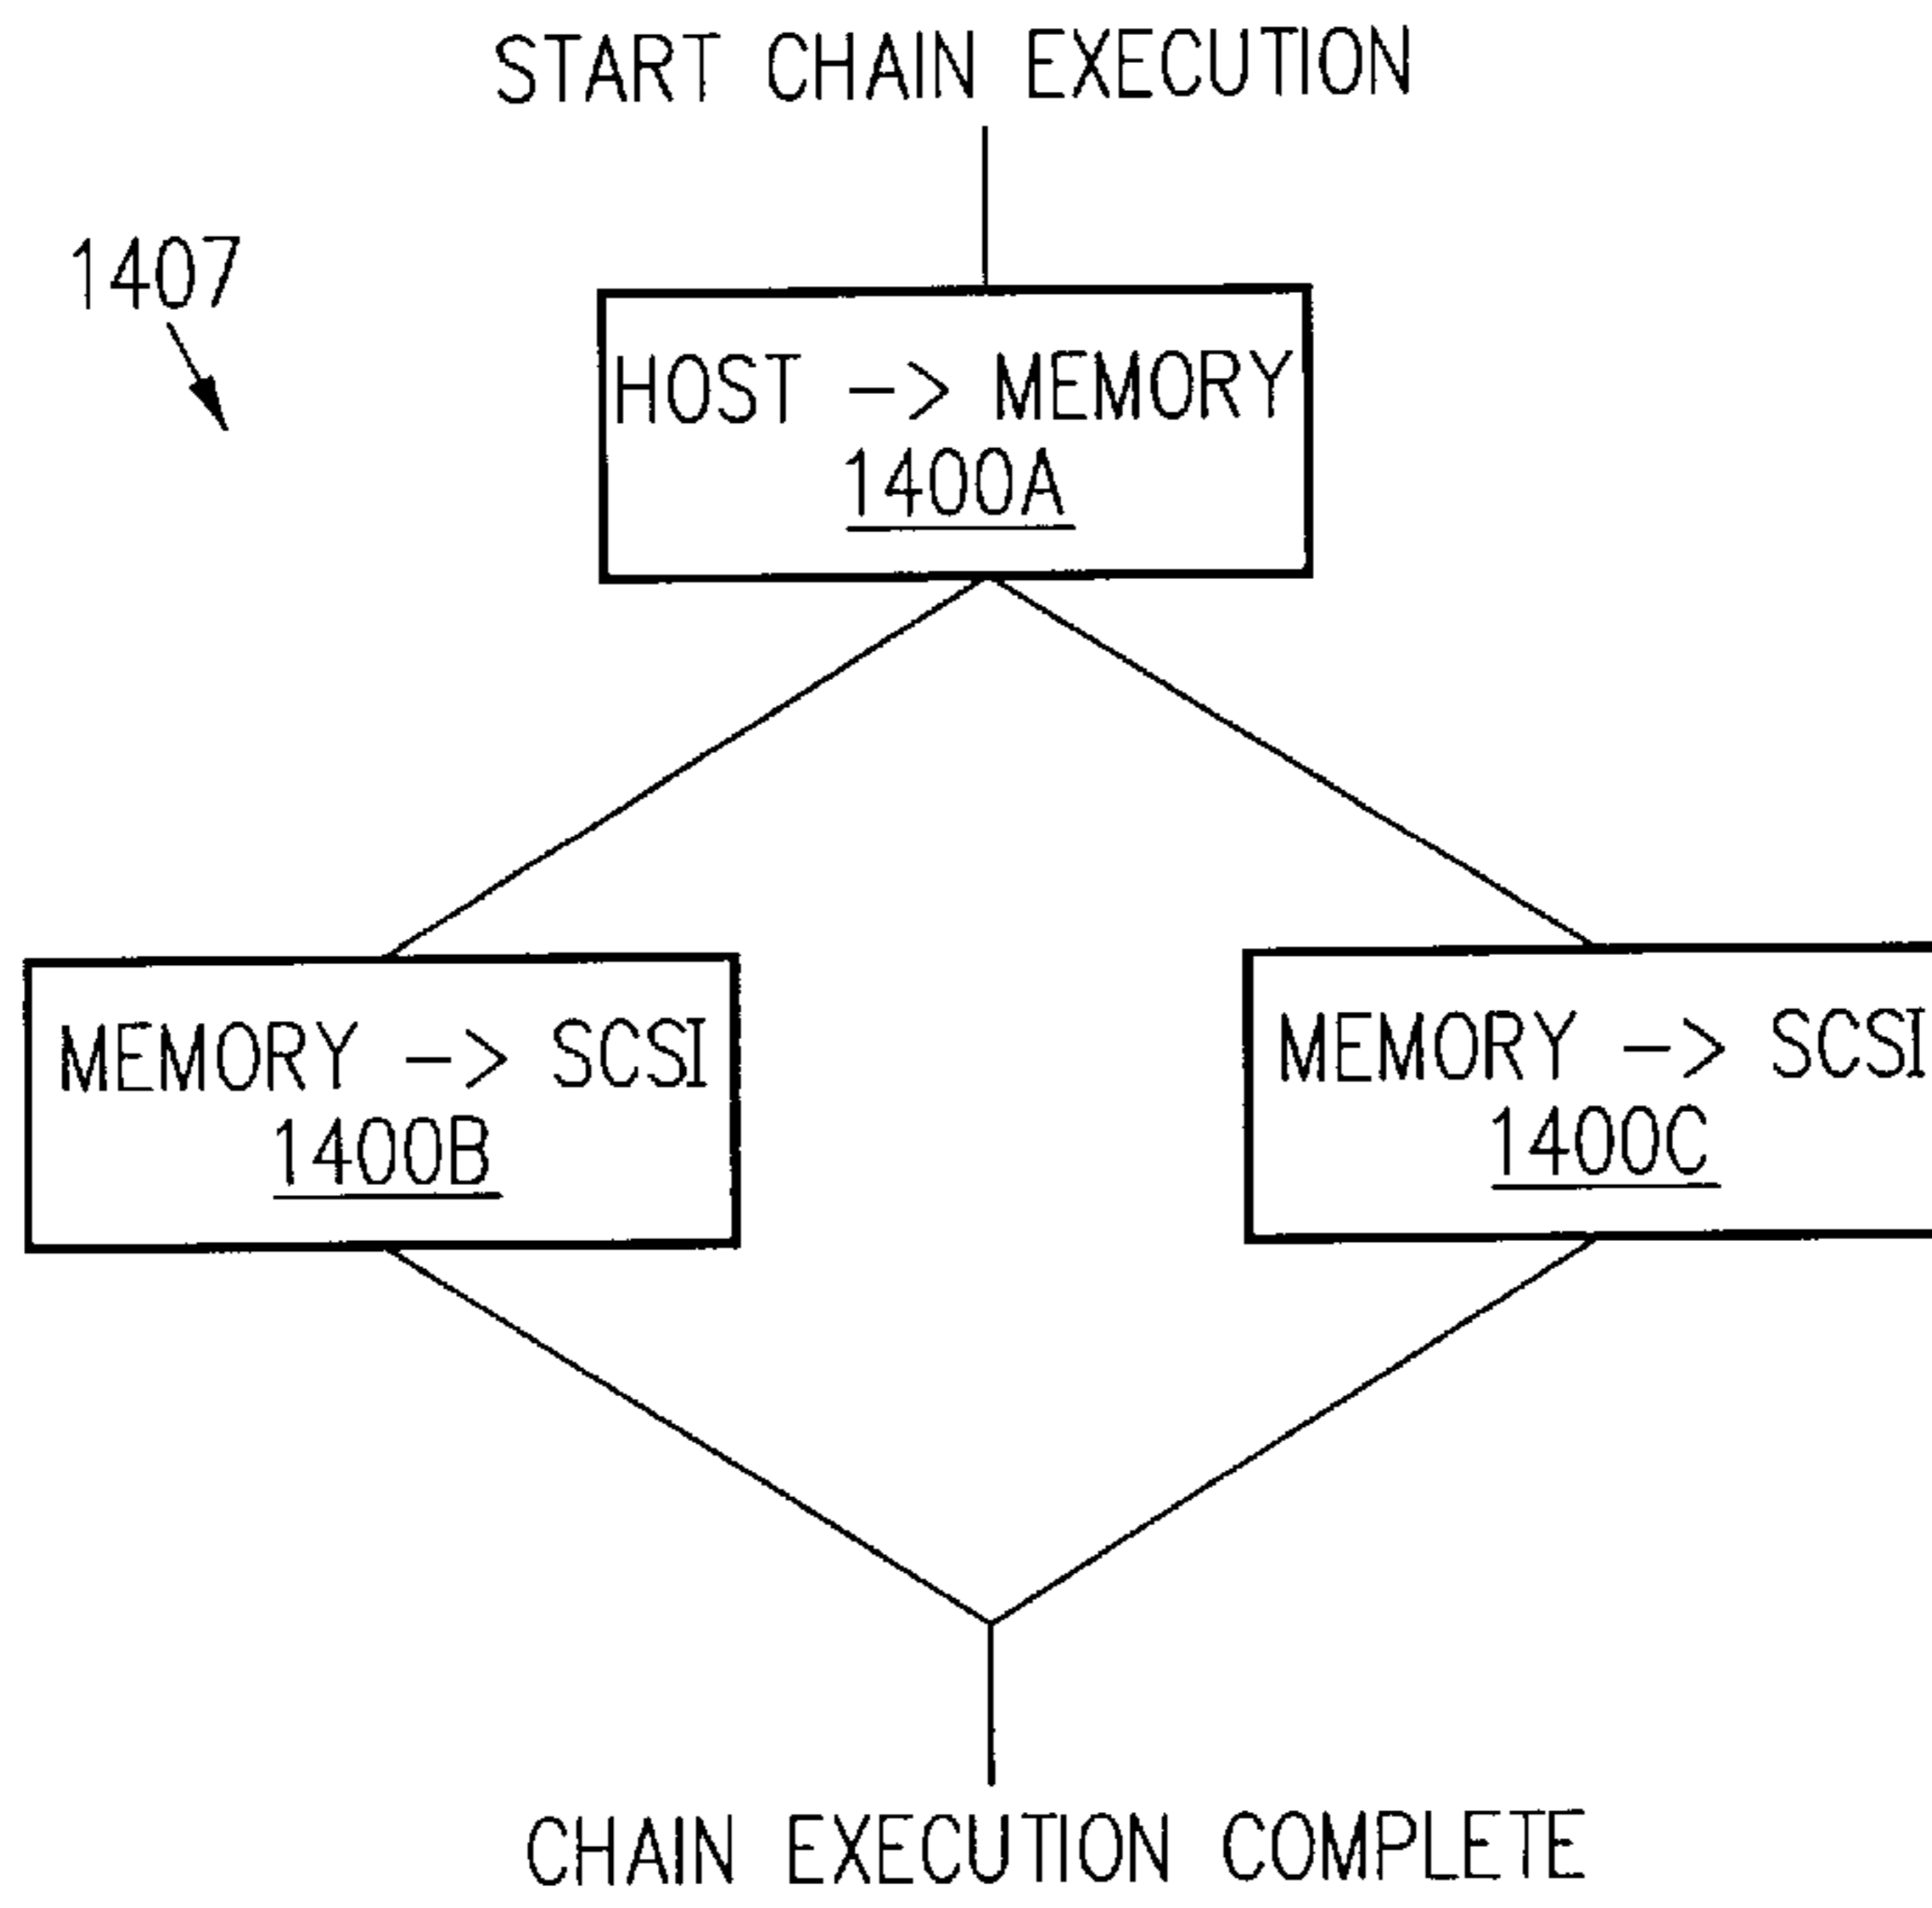 START CHAIN EXECUTION
1407
HOST -> MEMORY
1400A
MEMORY -> SCSI
1400B
MEMORY -> SCSI
1400C
CHAIN EXECUTION COMPLETE